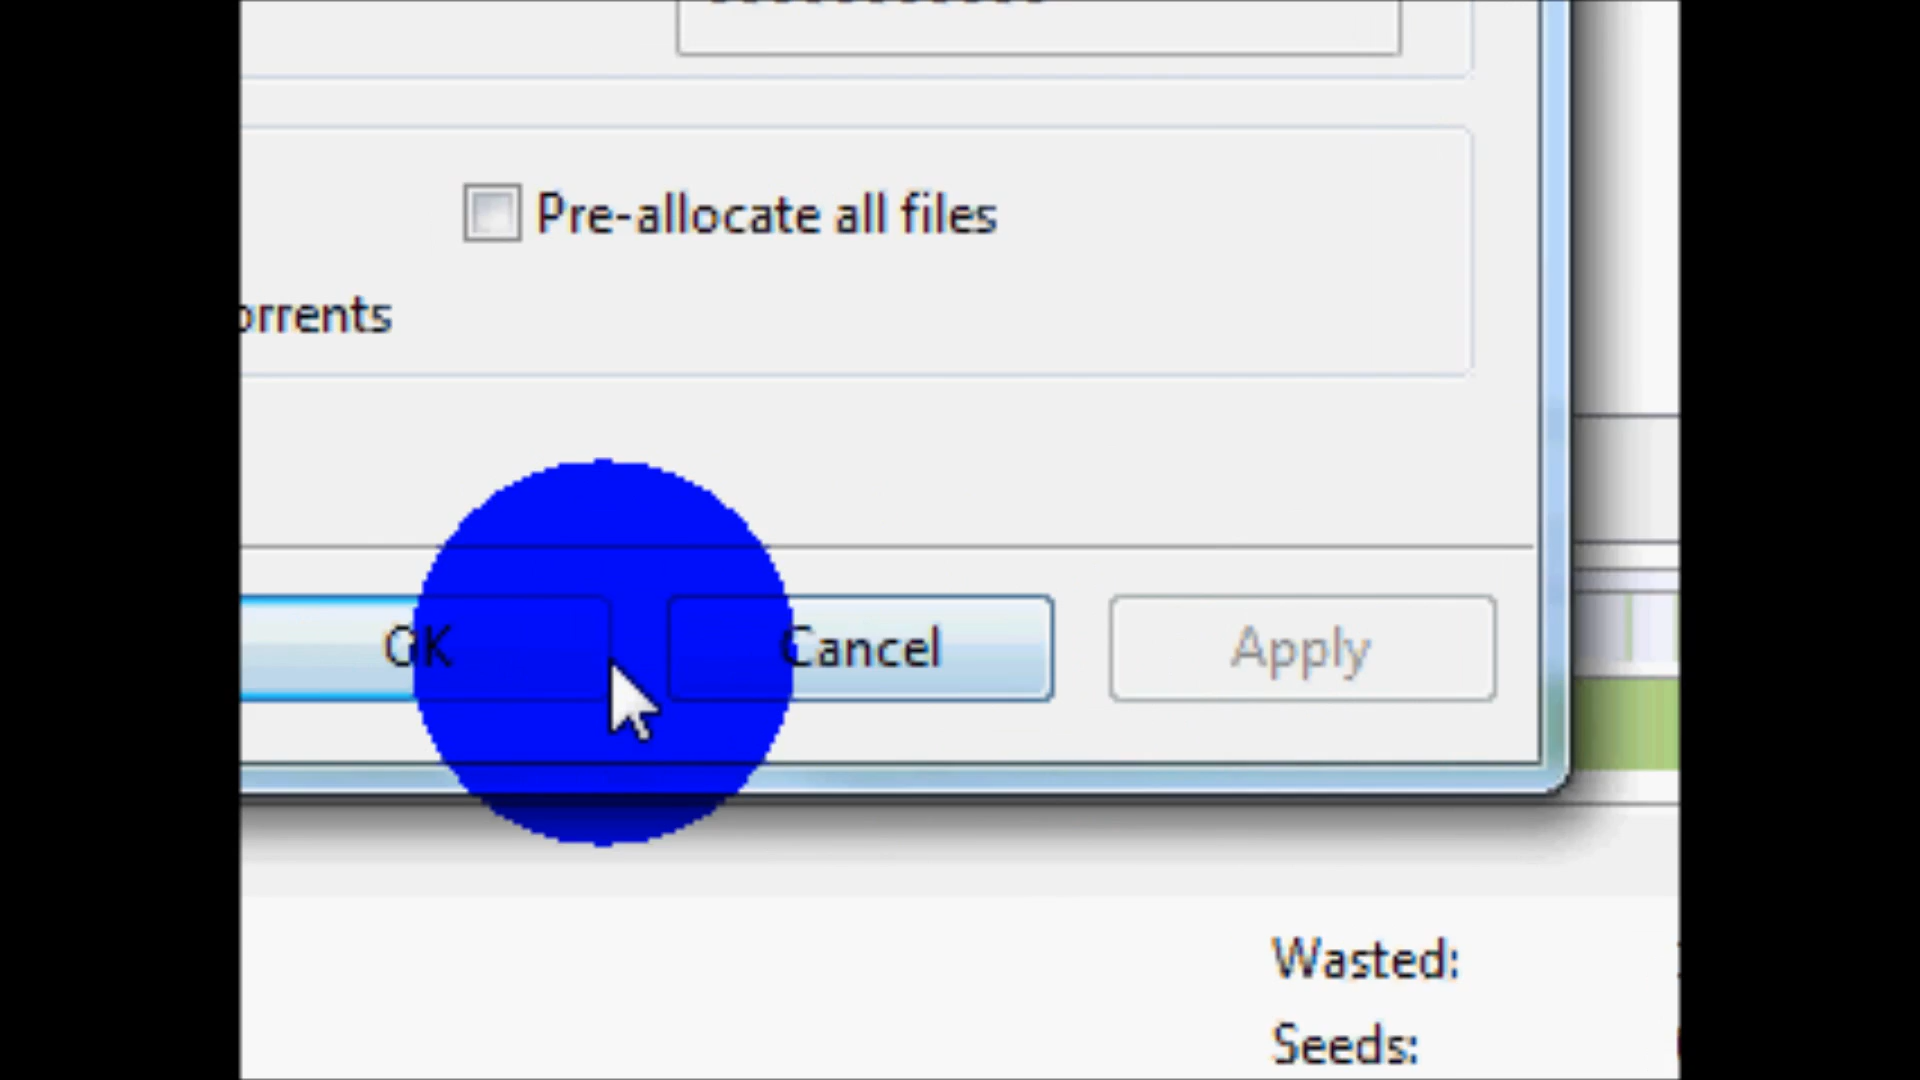 Pre-allocate all files
orrents
OK Cancel Apply
Wasted:
Seeds: